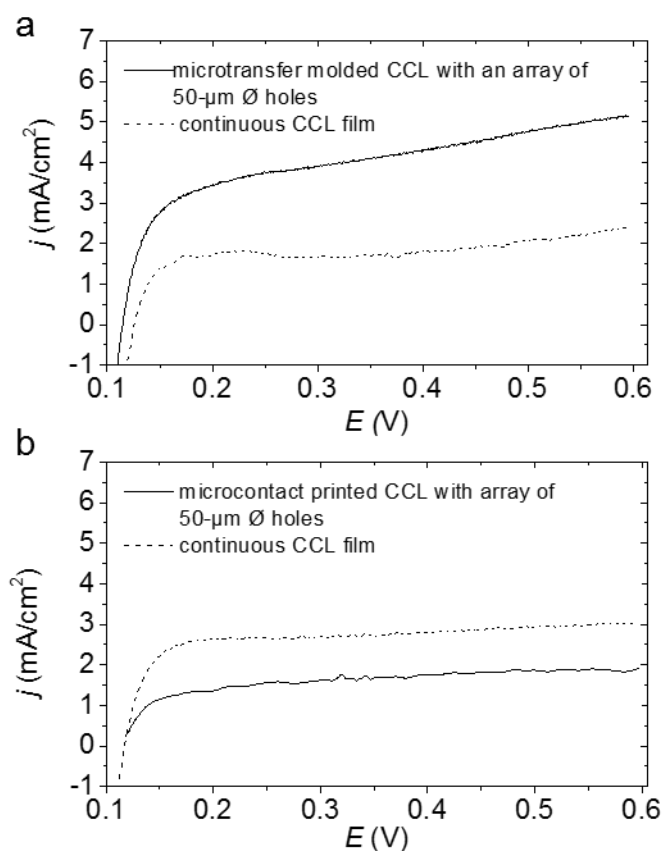 a
7
6
5
4
3
2
1
0
-1
j (mA/cm²)
microtransfer molded CCL with an array of
50-µm Ø holes
continuous CCL film
0.1 0.2 0.3 0.4 0.5 0.6
E (V)
b
7
6
5
4
3
2
1
0
-1
j (mA/cm²)
microcontact printed CCL with array of
50-µm Ø holes
continuous CCL film
0.1 0.2 0.3 0.4 0.5 0.6
E (V)